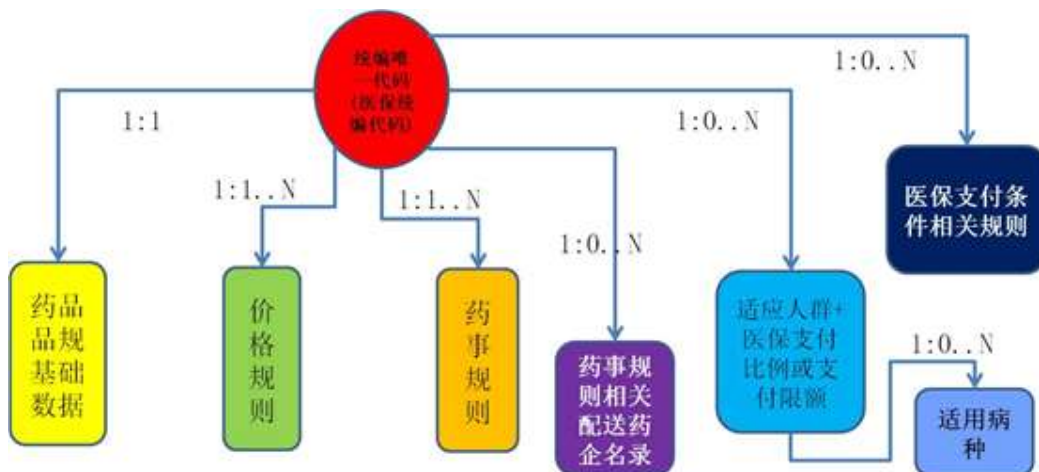 统编唯
一代码
(医保统
编代码)
1:0..N
1:1
1:0..N
1:1..N
1:1..N
1:0..N
医保支付条
件相关规则
药品
品规
基础
数据
价
格
规
则
药
事
规
则
药事规
则相关
配送药
企名录
适应人群+
医保支付
比例或支
付限额
1:0..N
适用病
种